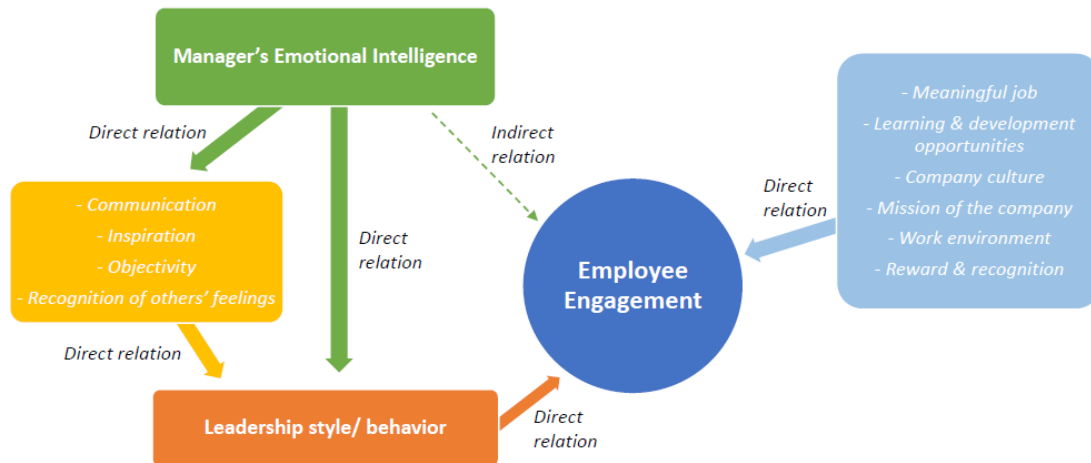 Manager's Emotional Intelligence
Direct relation
Indirect
relation
- Meaningful job
- Learning & development
opportunities
- Company culture
- Mission of the company
- Work environment
- Reward & recognition
Direct
relation
- Communication
- Inspiration
- Objectivity
- Recognition of others' feelings
Direct
relation
Employee
Engagement
Direct relation
Leadership style/ behavior
Direct
relation